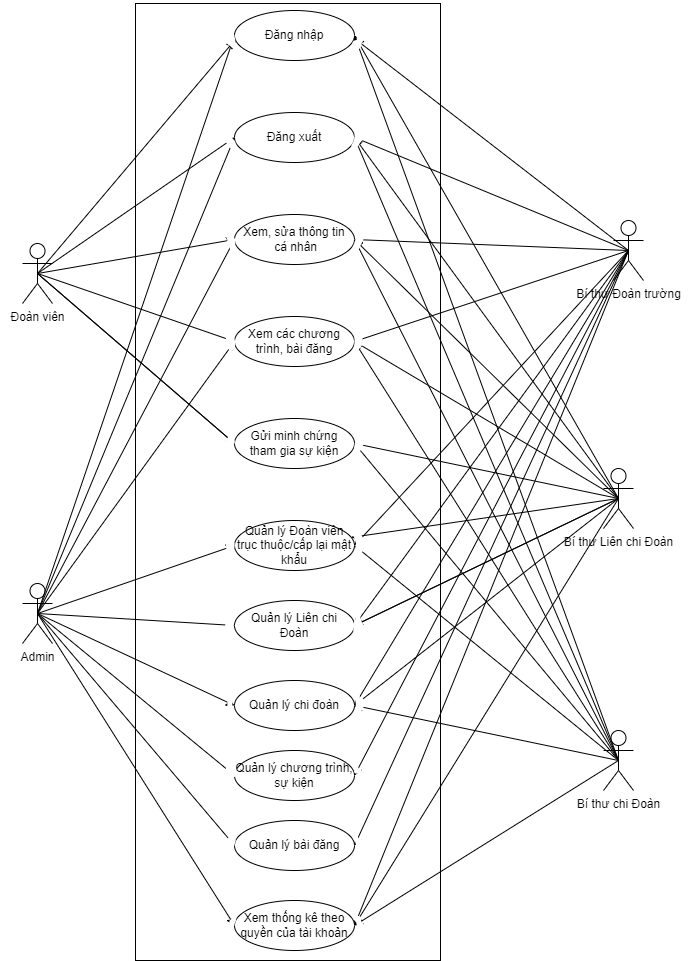 Đăng nhập
Đăng xuất
Xem, sửa thông tin
cá nhân
Bí thư Đoàn trường
Đoàn viên
Xem các chương
trình, bài đăng
Gửi minh chứng
tham gia sự kiện
Quản lý Đoàn viên
trực thuộc/cấp lại mật
khẩu
Bí thư Liên chi Đoàn
Quản lý Liên chi
Đoàn
Admin
Quản lý chi đoàn
Quản lý chương trình,
sự kiện
Bí thư chi Đoàn
Quản lý bài đăng
Xem thống kê theo
quyền của tài khoản